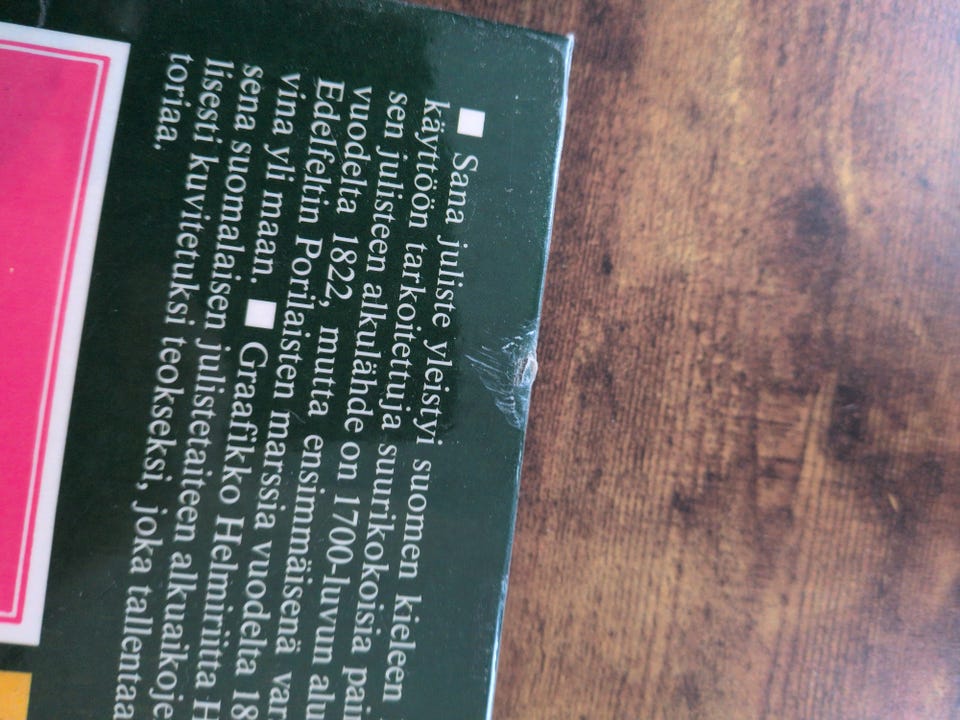 ■ Sana juliste yleistyi suomen kieleen
käyttöön tarkoitettuja suurikokoisia pai
sen julisteen alkulähde on 1700-luvun alu
vuodelta 1822, mutta ensimmäisenä var
Edelfeltin Porilaisten marssia vuodelta 18
vina yli maan. ■ Graafikko Helmiriitta H
sena suomalaisen julistetaiteen alkuaikoje
lisesti kuvitetuksi teokseksi, joka tallentaa
toriaa.